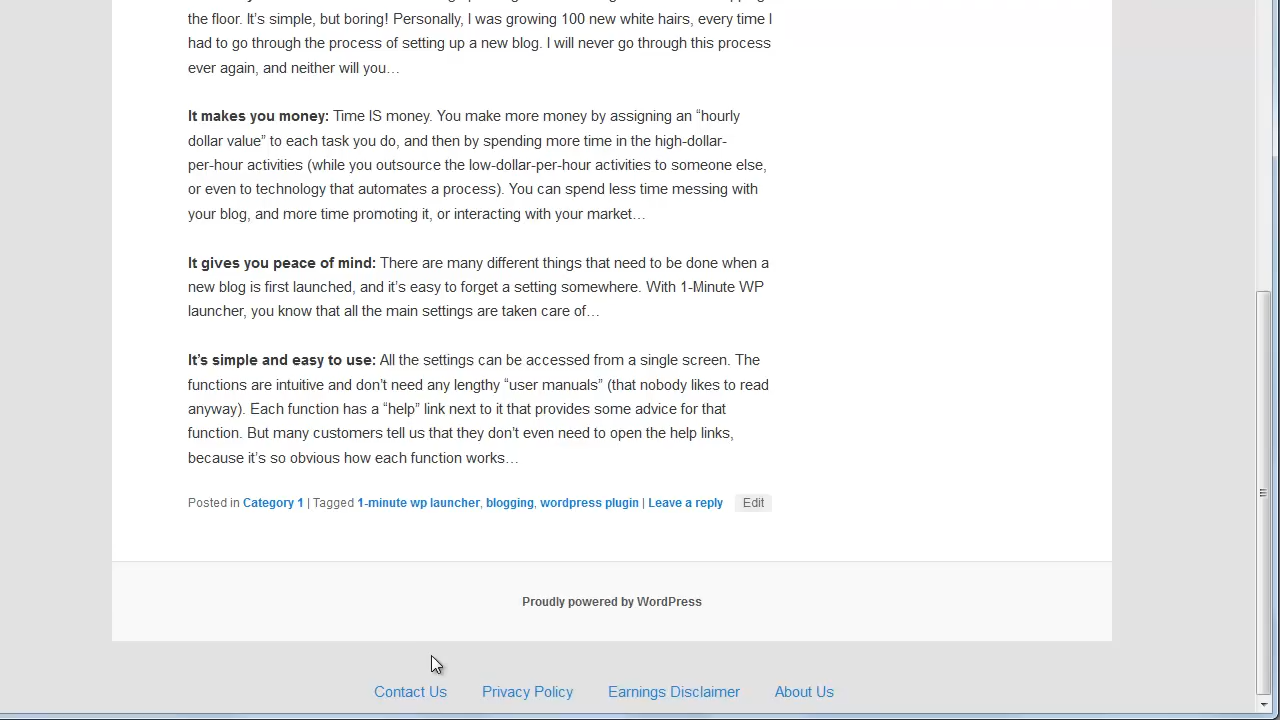 the floor. It's simple, but boring! Personally, I was growing 100 new white hairs, every time I
had to go through the process of setting up a new blog. I will never go through this process
ever again, and neither will you…
It makes you money: Time IS money. You make more money by assigning an “hourly
dollar value” to each task you do, and then by spending more time in the high-dollar-
per-hour activities (while you outsource the low-dollar-per-hour activities to someone else,
or even to technology that automates a process). You can spend less time messing with
your blog, and more time promoting it, or interacting with your market…
It gives you peace of mind: There are many different things that need to be done when a
new blog is first launched, and it’s easy to forget a setting somewhere. With 1-Minute WP
launcher, you know that all the main settings are taken care of…
It’s simple and easy to use: All the settings can be accessed from a single screen. The
functions are intuitive and don’t need any lengthy “user manuals” (that nobody likes to read
anyway). Each function has a “help” link next to it that provides some advice for that
function. But many customers tell us that they don’t even need to open the help links,
because it’s so obvious how each function works…
Posted in Category 1 | Tagged 1-minute wp launcher, blogging, wordpress plugin | Leave a reply Edit
Proudly powered by WordPress
Contact Us Privacy Policy Earnings Disclaimer About Us